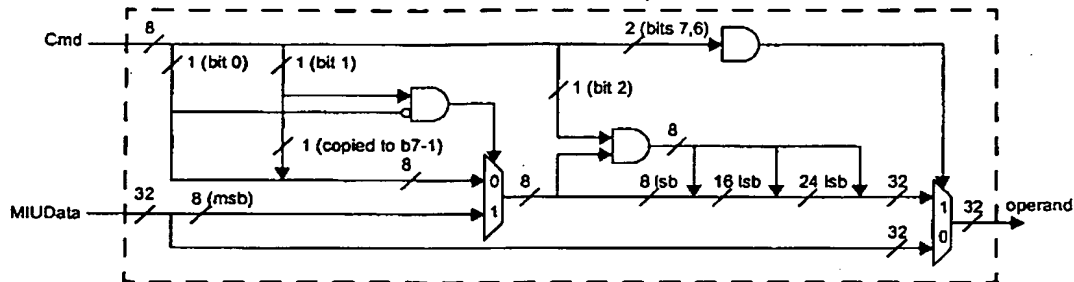 Cmd
8
2 (bits 7,6)
1 (bit 0)
1 (bit 1)
1 (bit 2)
1 (copied to b7-1)
8
8
0
1
8
8 lsb
16 lsb
24 lsb
32
MIUData
32
8 (msb)
1
0
32
operand
32